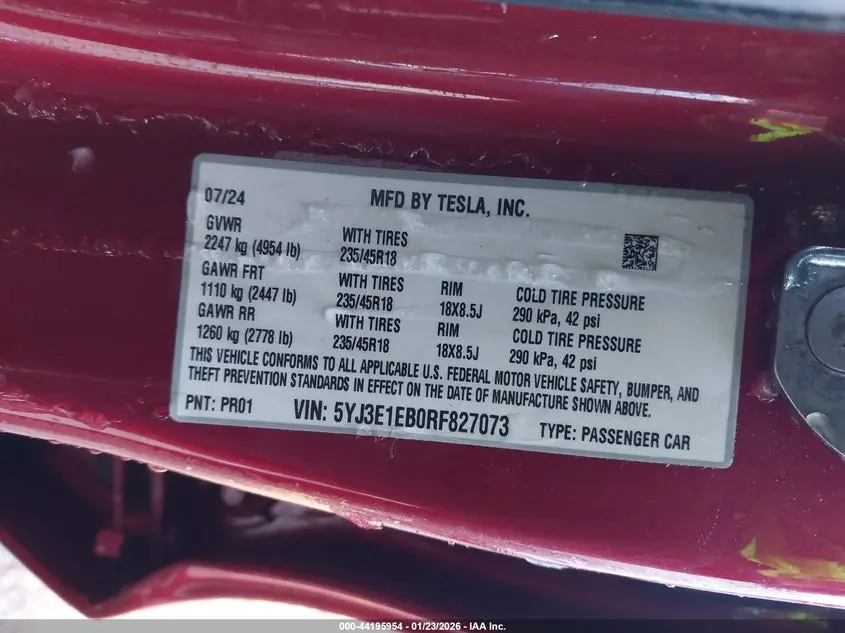 07/24 MFD BY TESLA, INC.
GVWR
2247 kg (4954 lb) WITH TIRES 235/45R18
GAWR FRT
1110 kg (2447 lb) WITH TIRES 235/45R18 RIM 18X8.5J COLD TIRE PRESSURE 290 kPa, 42 psi
GAWR RR
1260 kg (2778 lb) WITH TIRES 235/45R18 RIM 18X8.5J COLD TIRE PRESSURE 290 kPa, 42 psi
THIS VEHICLE CONFORMS TO ALL APPLICABLE U.S. FEDERAL MOTOR VEHICLE SAFETY, BUMPER, AND
THEFT PREVENTION STANDARDS IN EFFECT ON THE DATE OF MANUFACTURE SHOWN ABOVE.
PNT: PR01 VIN: 5YJ3E1EB0RF827073 TYPE: PASSENGER CAR
000-44195954 - 01/23/2026 - IAA Inc.